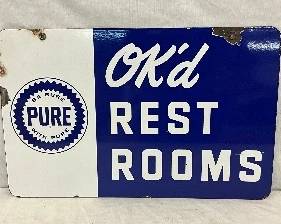 BE SURE
PURE
WITH PURE
OK'd
REST
ROOMS